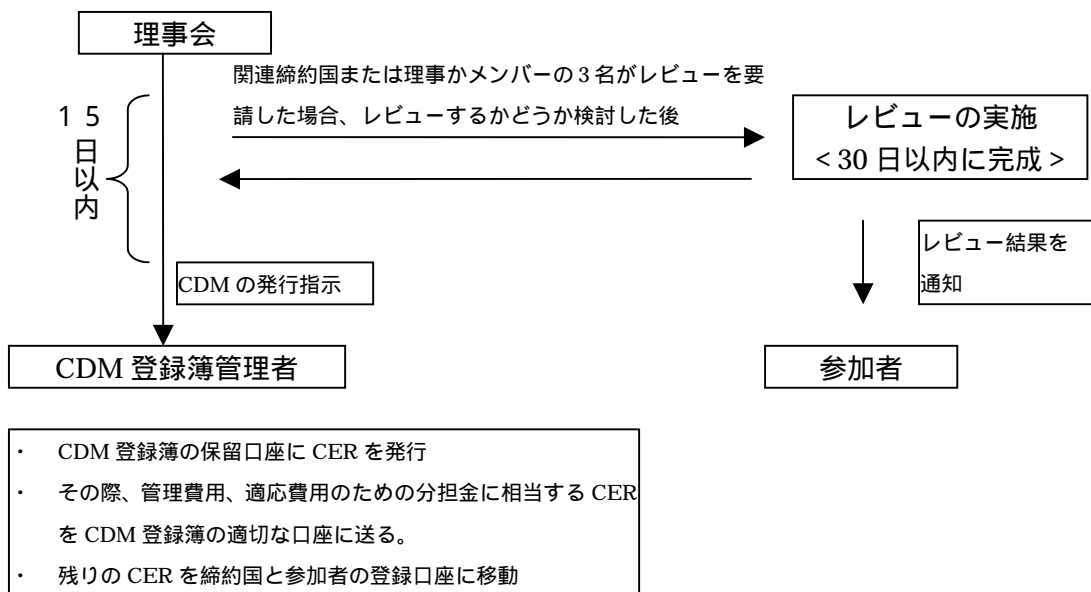 理事会
関連締約国または理事かメンバーの3名がレビューを要
請した場合、レビューするかどうか検討した後
15日以内
レビューの実施
<30日以内に完成>
レビュー結果を
通知
CDMの発行指示
CDM登録簿管理者
参加者
・ CDM登録簿の保留口座にCERを発行
・ その際、管理費用、適応費用のための分担金に相当するCER
をCDM登録簿の適切な口座に送る。
・ 残りのCERを締約国と参加者の登録口座に移動